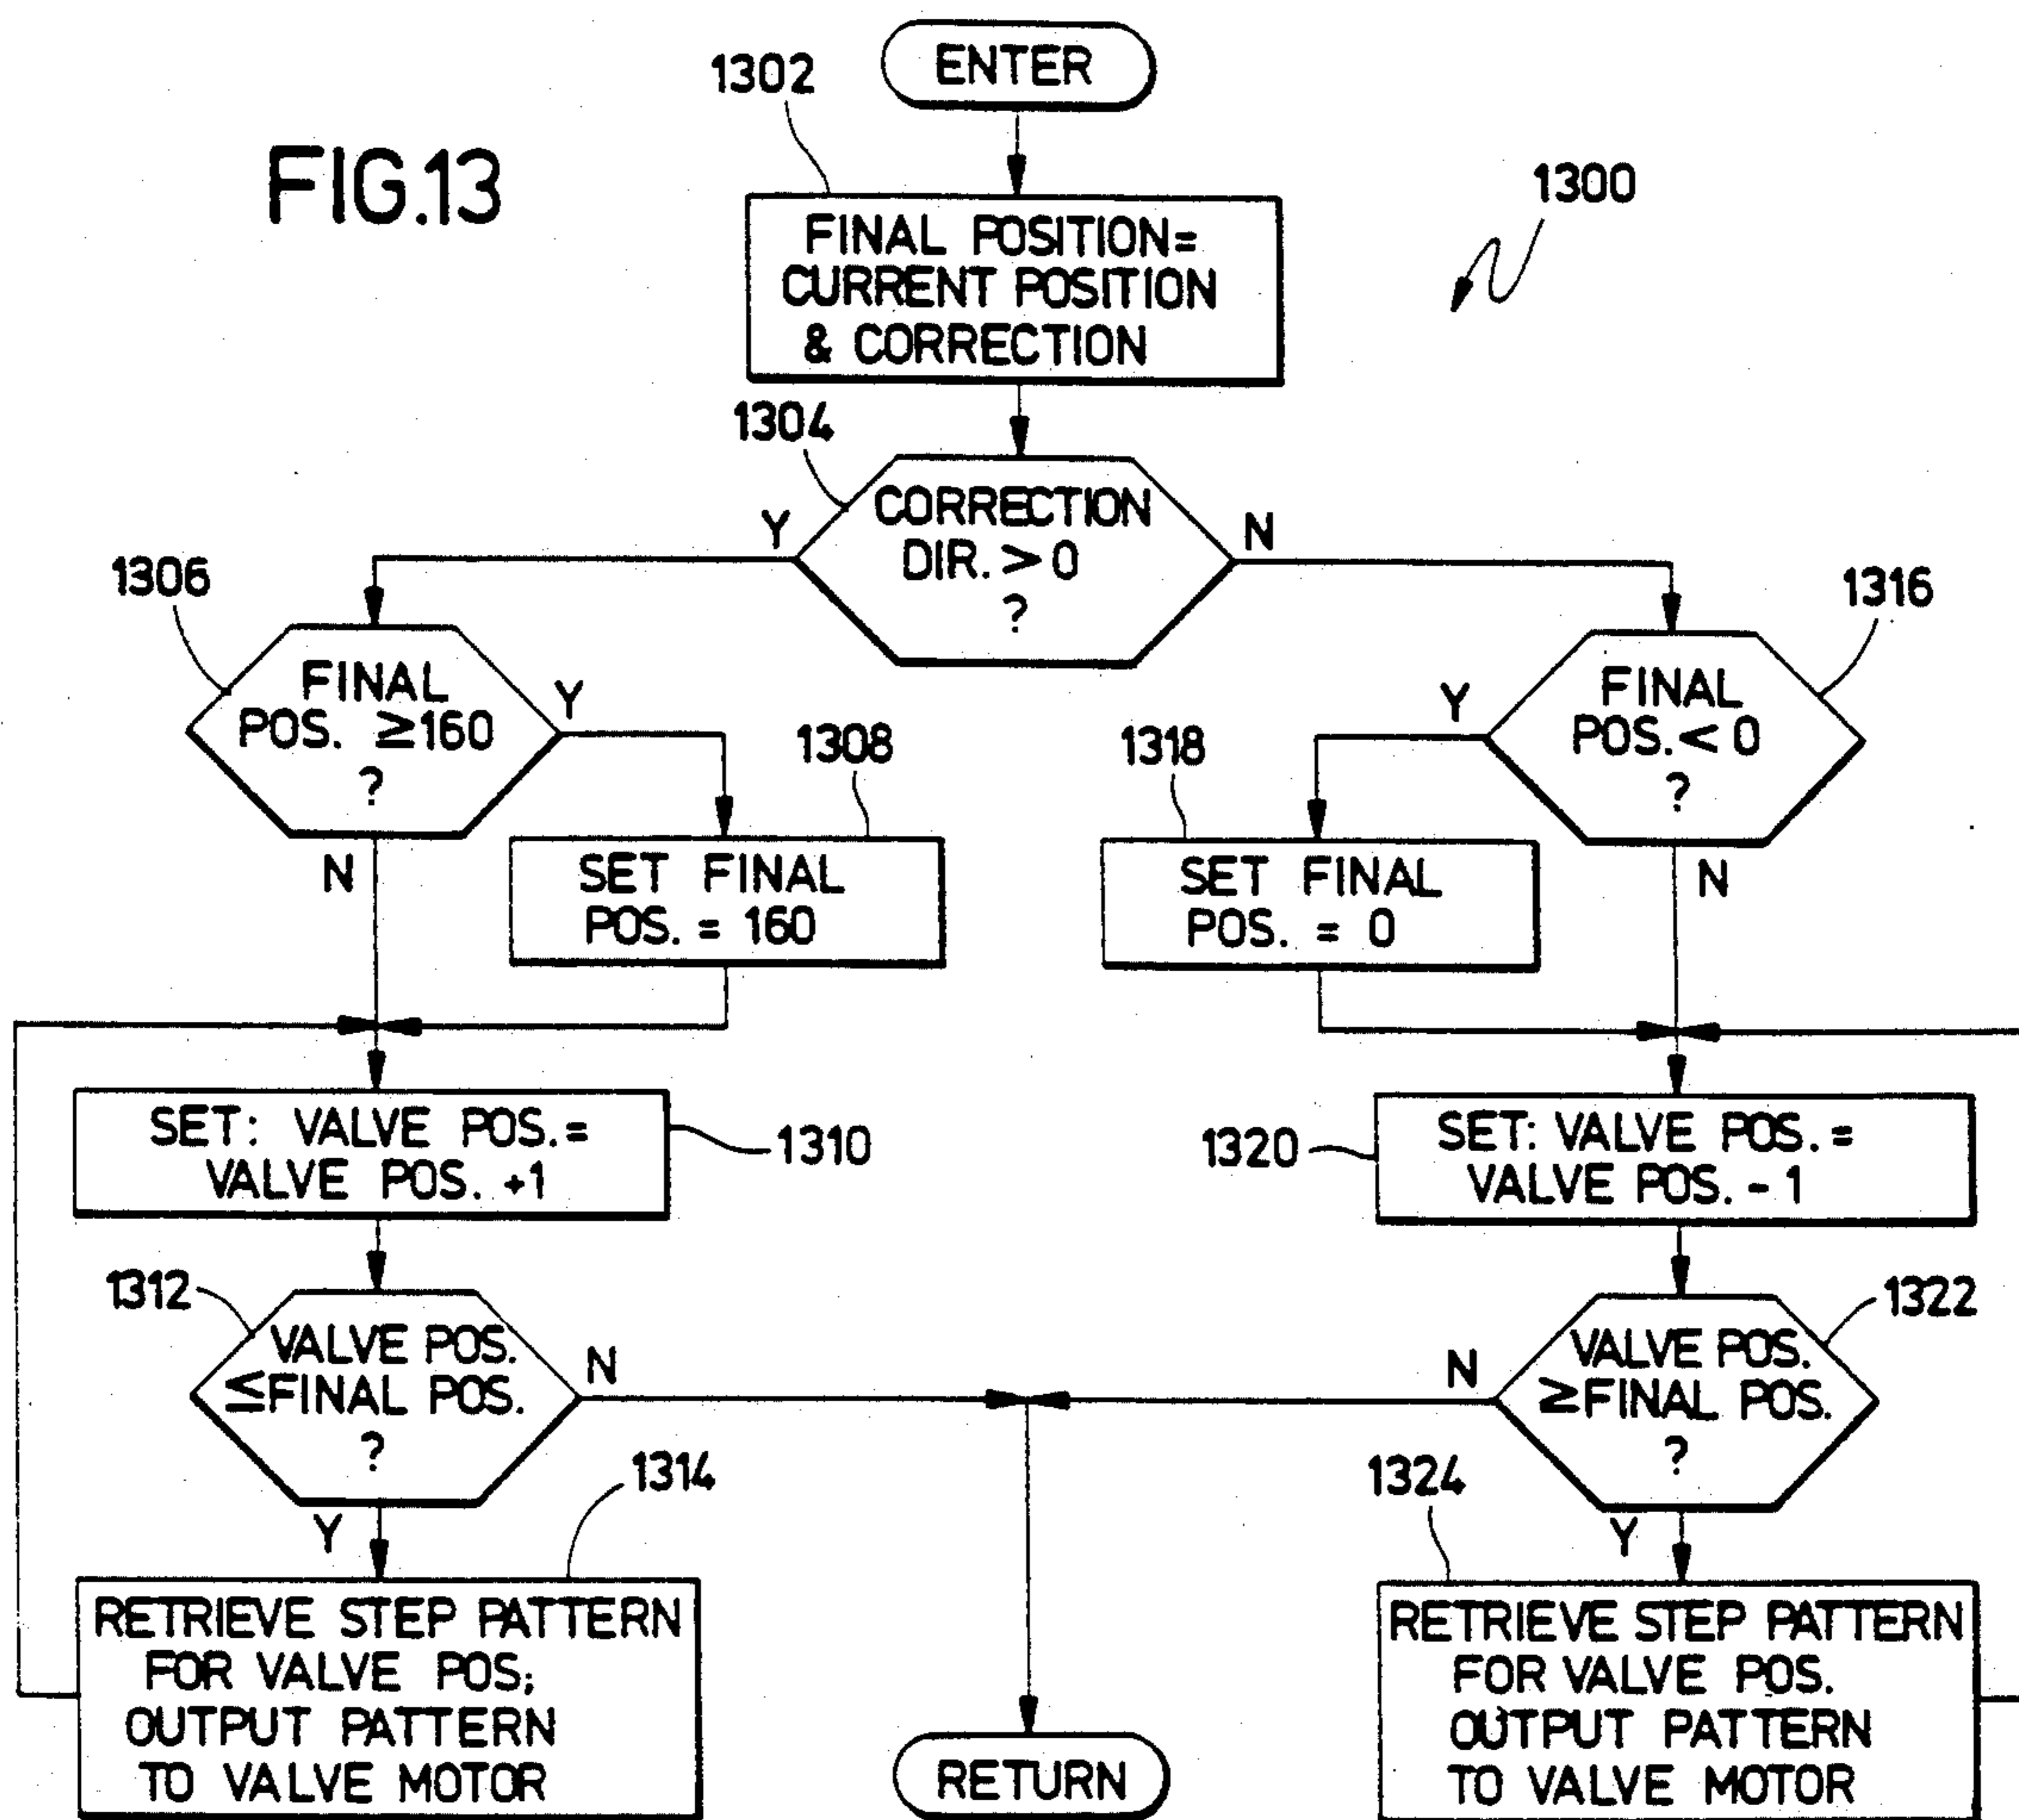 ENTER
1302
FIG.13
1300
FINAL POSITION=
CURRENT POSITION
& CORRECTION
1304
CORRECTION
DIR. > 0
?
Y
N
1306
FINAL
POS. ≥160
?
Y
N
1308
SET FINAL
POS. = 160
1316
FINAL
POS. < 0
?
Y
N
1318
SET FINAL
POS. = 0
SET: VALVE POS. =
VALVE POS. +1
1310
1320
SET: VALVE POS. =
VALVE POS. - 1
1312
VALVE POS.
≤FINAL POS.
?
N
Y
1322
VALVE POS.
≥FINAL POS.
?
N
Y
1314
RETRIEVE STEP PATTERN
FOR VALVE POS;
OUTPUT PATTERN
TO VALVE MOTOR
1324
RETRIEVE STEP PATTERN
FOR VALVE POS.
OUTPUT PATTERN
TO VALVE MOTOR
RETURN